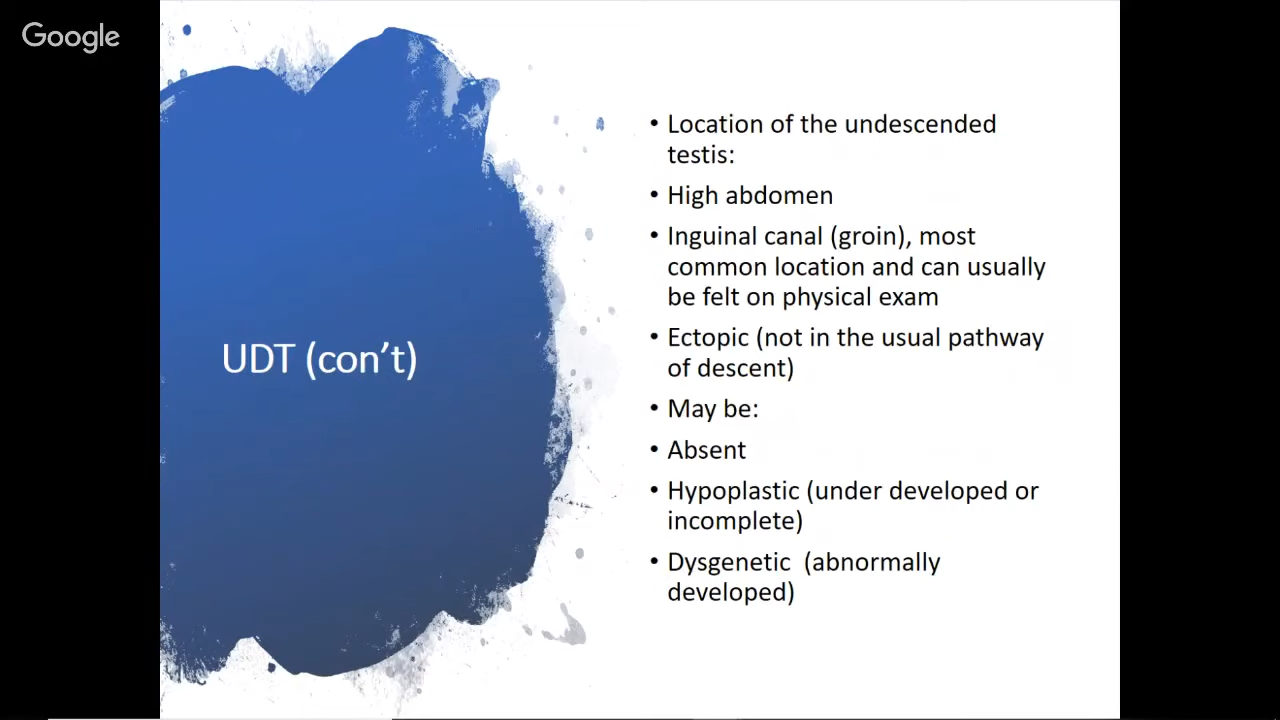 Google
UDT (con’t)
• Location of the undescended
testis:
• High abdomen
• Inguinal canal (groin), most
common location and can usually
be felt on physical exam
• Ectopic (not in the usual pathway
of descent)
• May be:
• Absent
• Hypoplastic (under developed or
incomplete)
• Dysgenetic  (abnormally
developed)